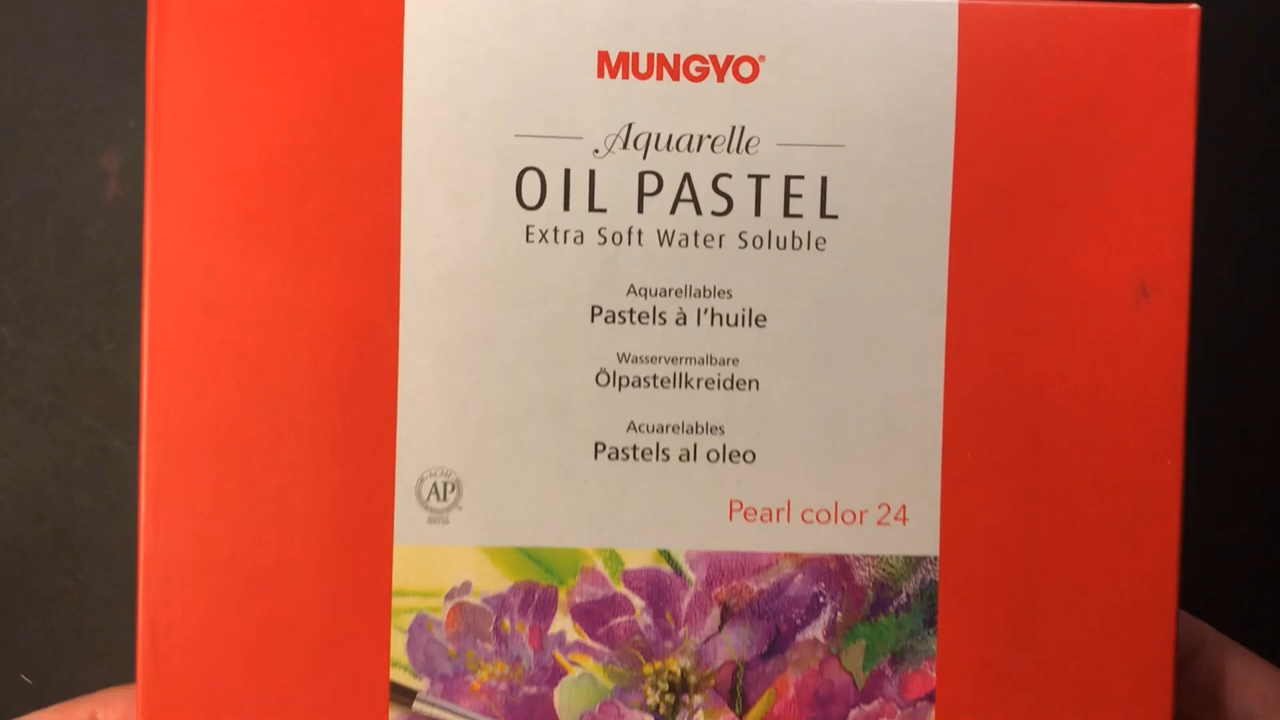 MUNGYO®
Aquarelle
OIL PASTEL
Extra Soft Water Soluble
Aquarellables
Pastels à l'huile
Wasservermalbare
Ölpastellkreiden
Acuarelables
Pastels al oleo
AP
Pearl color 24